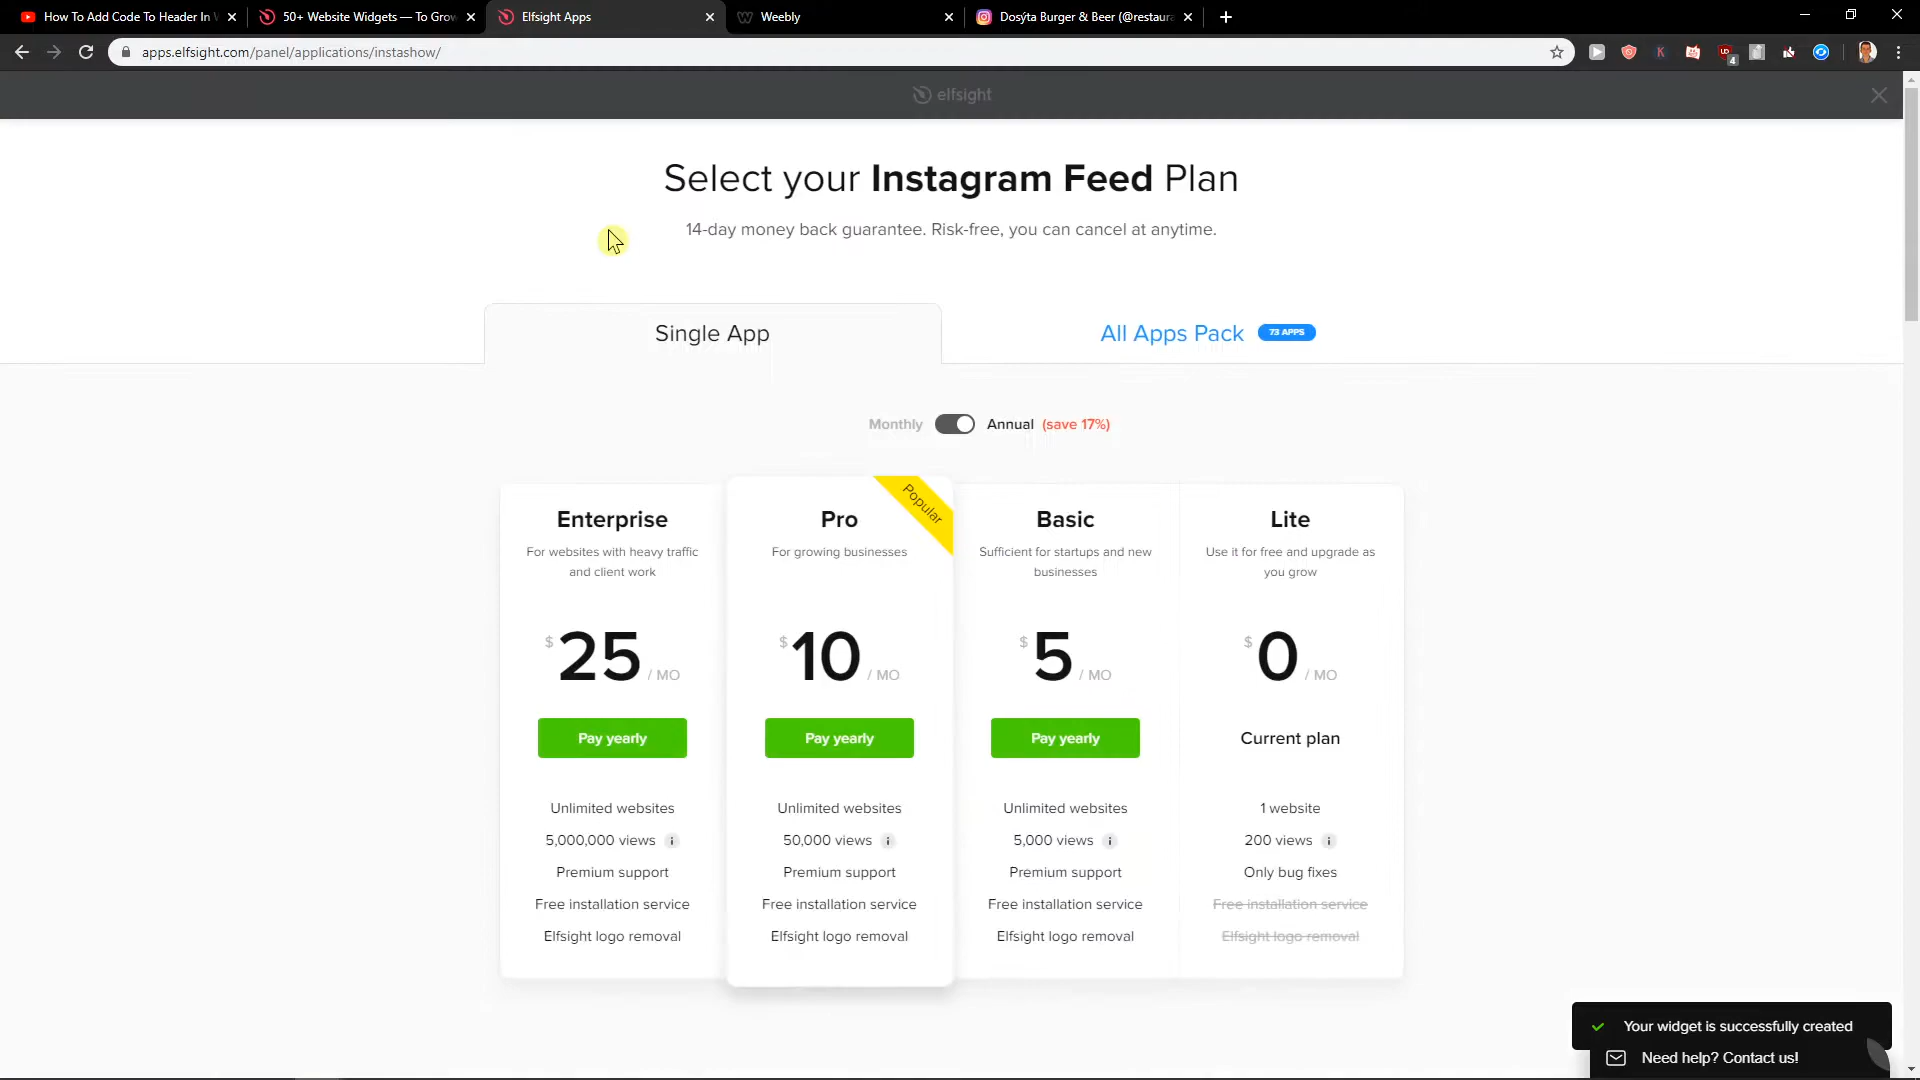 How To Add Code To Header In W
50+ Website Widgets — To Grow
Elfsight Apps
Weebly
Dosýta Burger & Beer (@restaura
apps.elfsight.com/panel/applications/instashow/
K
UD
4
elfsight
Select your Instagram Feed Plan
14-day money back guarantee. Risk-free, you can cancel at anytime.
Single App
All Apps Pack 73 APPS
Monthly Annual (save 17%)
Enterprise
For websites with heavy traffic
and client work
$25 / MO
Pay yearly
Unlimited websites
5,000,000 views i
Premium support
Free installation service
Elfsight logo removal
Popular
Pro
For growing businesses
$10 / MO
Pay yearly
Unlimited websites
50,000 views i
Premium support
Free installation service
Elfsight logo removal
Basic
Sufficient for startups and new
businesses
$5 / MO
Pay yearly
Unlimited websites
5,000 views i
Premium support
Free installation service
Elfsight logo removal
Lite
Use it for free and upgrade as
you grow
$0 / MO
Current plan
1 website
200 views i
Only bug fixes
Free installation service
Elfsight logo removal
Your widget is successfully created
Need help? Contact us!